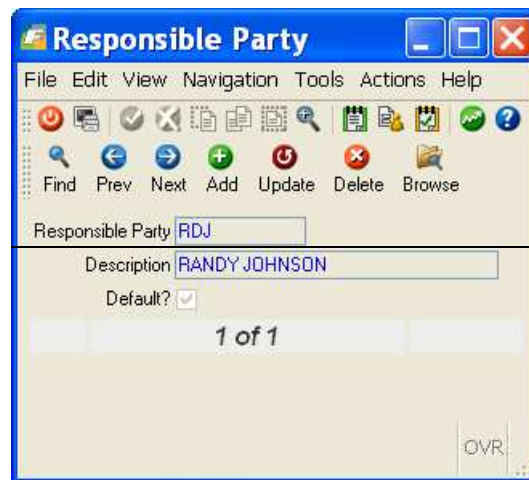 Responsible Party
File Edit View Navigation Tools Actions Help
Find Prev Next Add Update Delete Browse
Responsible Party RDJ
Description RANDY JOHNSON
Default?
1 of 1
OVR